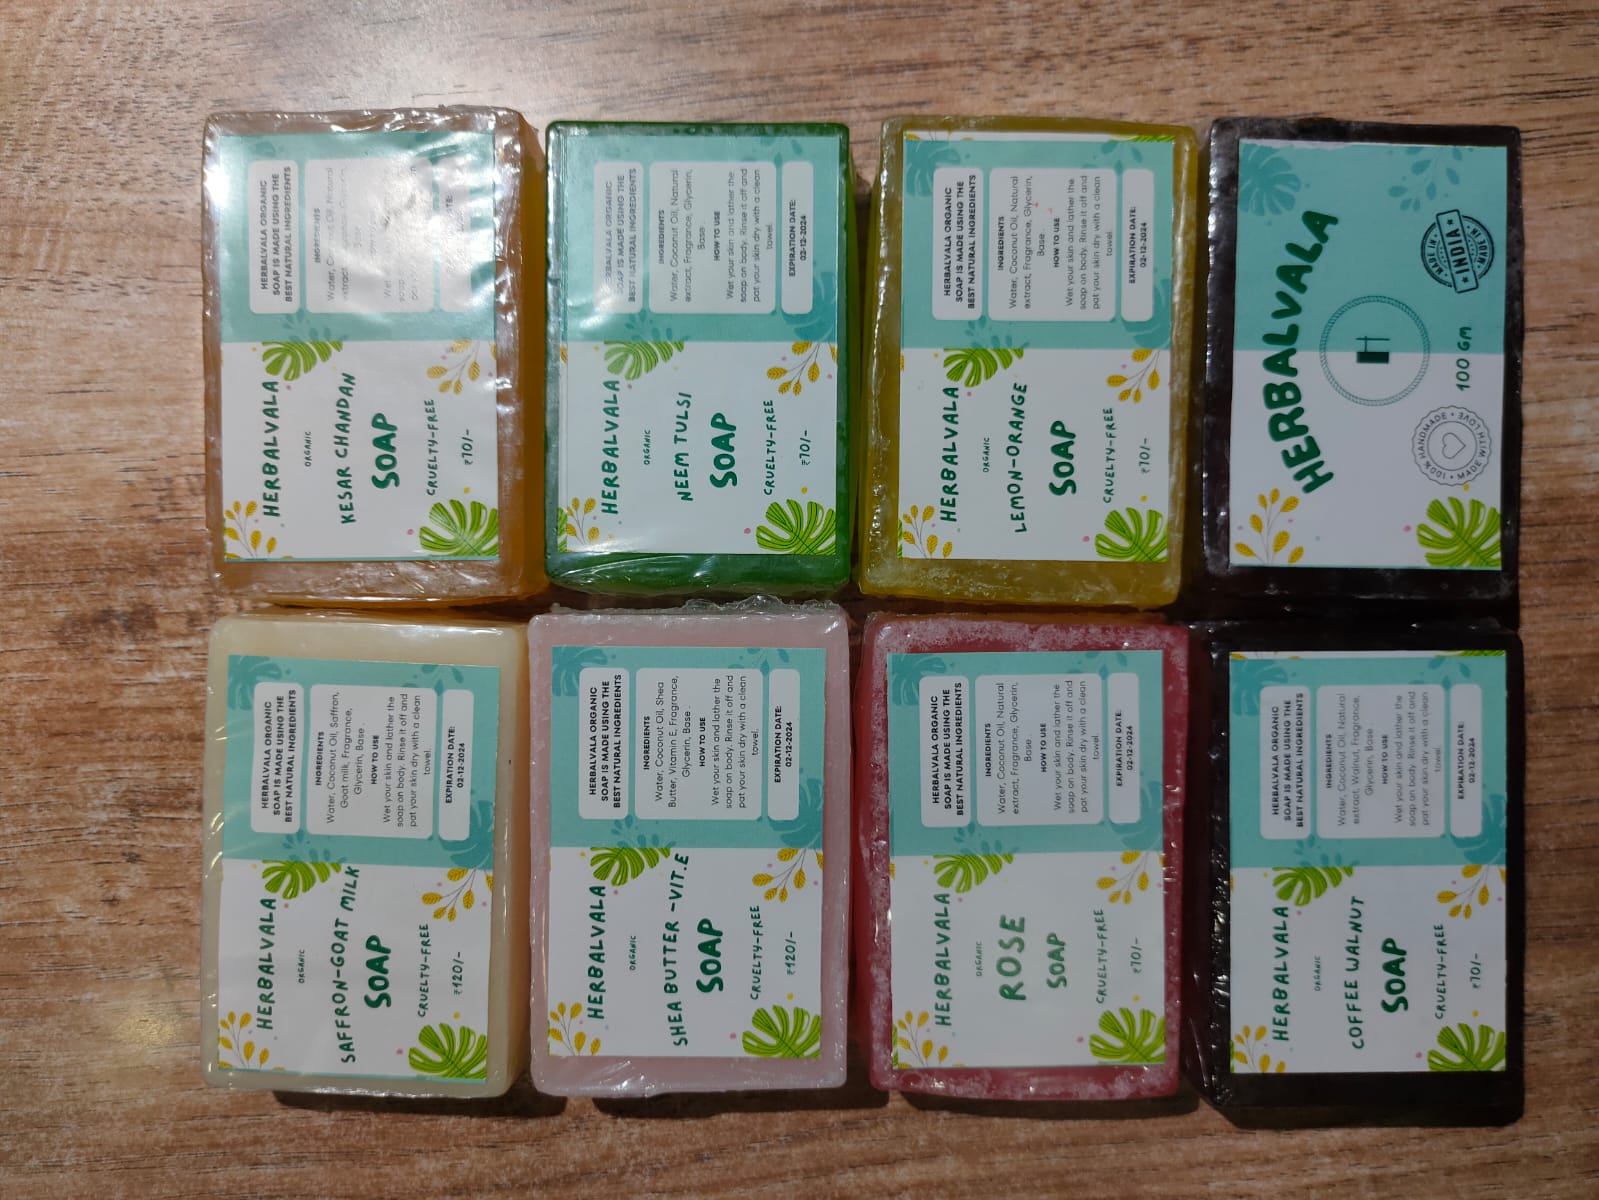 HERBALVALA
ORGANIC
KESAR CHANDAN
SOAP
CRUELTY-FREE
₹70/-
HERBALVALA ORGANIC
SOAP IS MADE USING THE
BEST NATURAL INGREDIENTS
INGREDIENTS
Water, Coconut Oil, Natural
extract, Fragrance, Glycerin,
Base
Wet your
soap on
pat
HERBALVALA
ORGANIC
NEEM TULSI
SOAP
CRUELTY-FREE
₹70/-
HERBALVALA ORGANIC
SOAP IS MADE USING THE
BEST NATURAL INGREDIENTS
INGREDIENTS
Water, Coconut Oil, Natural
extract, Fragrance, Glycerin,
Base .
HOW TO USE
Wet your skin and lather the
soap on body. Rinse it off and
pat your skin dry with a clean
towel.
EXPIRATION DATE:
02-12-2024
HERBALVALA
ORGANIC
LEMON-ORANGE
SOAP
CRUELTY-FREE
₹70/-
HERBALVALA ORGANIC
SOAP IS MADE USING THE
BEST NATURAL INGREDIENTS
INGREDIENTS
Water, Coconut Oil, Natural
extract, Fragrance, Glycerin,
Base .
HOW TO USE
Wet your skin and lather the
soap on body. Rinse it off and
pat your skin dry with a clean
towel.
EXPIRATION DATE:
02-12-2024
HERBALVALA
100 GM
100% HANDMADE
MADE WITH LOVE
MADE IN
INDIA
MADE IN
HERBALVALA
ORGANIC
SAFFRON-GOAT MILK
SOAP
CRUELTY-FREE
₹120/-
HERBALVALA ORGANIC
SOAP IS MADE USING THE
BEST NATURAL INGREDIENTS
INGREDIENTS
Water, Coconut Oil, Saffron,
Goat milk, Fragrance,
Glycerin, Base .
HOW TO USE
Wet your skin and lather the
soap on body. Rinse it off and
pat your skin dry with a clean
towel.
EXPIRATION DATE:
02-12-2024
HERBALVALA
ORGANIC
SHEA BUTTER -VIT.E
SOAP
CRUELTY-FREE
₹120/-
HERBALVALA ORGANIC
SOAP IS MADE USING THE
BEST NATURAL INGREDIENTS
INGREDIENTS
Water, Coconut Oil, Shea
Butter, Vitamin E, Fragrance,
Glycerin, Base .
HOW TO USE
Wet your skin and lather the
soap on body. Rinse it off and
pat your skin dry with a clean
towel.
EXPIRATION DATE:
02-12-2024
HERBALVALA
ORGANIC
ROSE
SOAP
CRUELTY-FREE
₹70/-
HERBALVALA ORGANIC
SOAP IS MADE USING THE
BEST NATURAL INGREDIENTS
INGREDIENTS
Water, Coconut Oil, Natural
extract, Fragrance, Glycerin,
Base .
HOW TO USE
Wet your skin and lather the
soap on body. Rinse it off and
pat your skin dry with a clean
towel.
EXPIRATION DATE:
02-12-2024
HERBALVALA
ORGANIC
COFFEE WALNUT
SOAP
CRUELTY-FREE
₹70/-
HERBALVALA ORGANIC
SOAP IS MADE USING THE
BEST NATURAL INGREDIENTS
INGREDIENTS
Water, Coconut Oil, Natural
extract, Walnut, Fragrance,
Glycerin, Base
HOW TO USE
Wet your skin and lather the
soap on body. Rinse it off and
pat your skin dry with a clean
towel.
EXPIRATION DATE:
02-12-2024